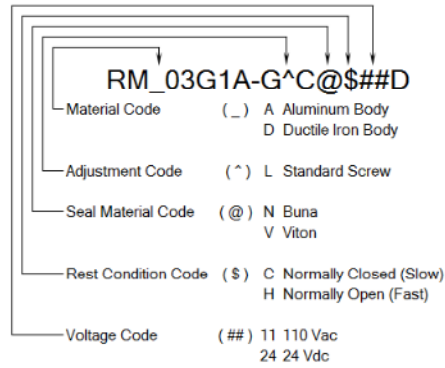 RM_03G1A-G^C@$##D
Material Code ( _ ) A Aluminum Body
D Ductile Iron Body
Adjustment Code ( ^ ) L Standard Screw
Seal Material Code ( @ ) N Buna
V Viton
Rest Condition Code ( $ ) C Normally Closed (Slow)
H Normally Open (Fast)
Voltage Code ( ## ) 11 110 Vac
24 24 Vdc